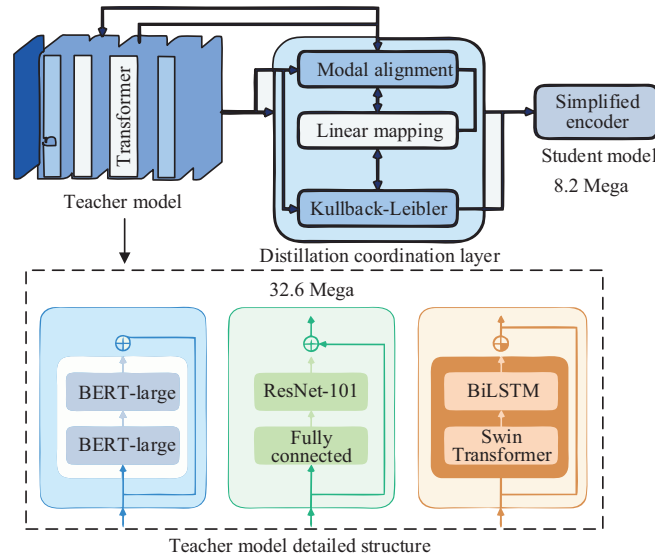 Transformer
Teacher model
Modal alignment
Linear mapping
Kullback-Leibler
Distillation coordination layer
Simplified
encoder
Student model
8.2 Mega
32.6 Mega
BERT-large
BERT-large
ResNet-101
Fully
connected
BiLSTM
Swin
Transformer
Teacher model detailed structure